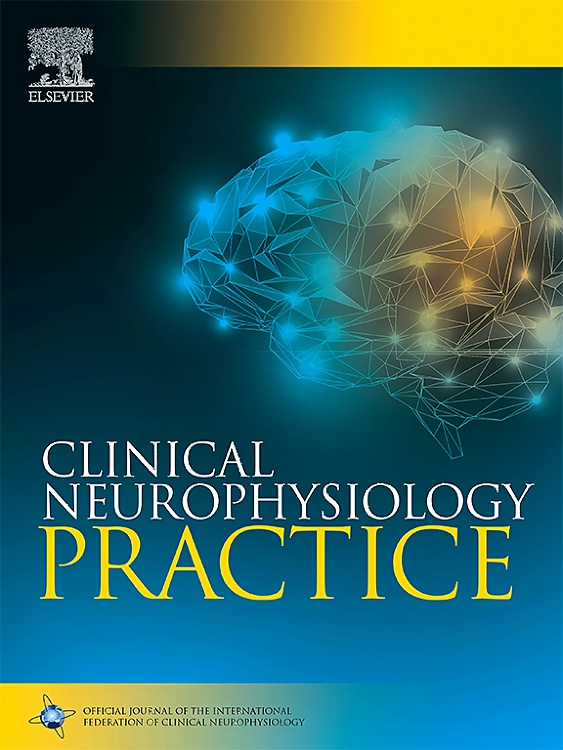 ELSEVIER
CLINICAL
NEUROPHYSIOLOGY
PRACTICE
OFFICIAL JOURNAL OF THE INTERNATIONAL
FEDERATION OF CLINICAL NEUROPHYSIOLOGY